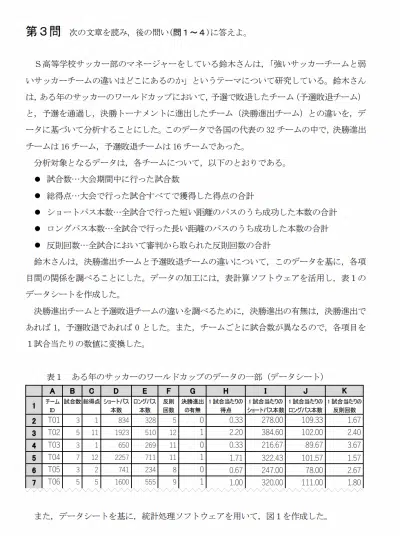 第3問 次の文章を読み,後の問い(問1～4)に答えよ。
S高等学校サッカー部のマネージャーをしている鈴木さんは,「強いサッカーチームと弱
いサッカーチームの違いはどこにあるのか」というテーマについて研究している。鈴木さ
んは,ある年のサッカーのワールドカップにおいて,予選で敗退したチーム(予選敗退チーム)
と,予選を通過し,決勝トーナメントに進出したチーム(決勝進出チーム)との違いを,デ
ータに基づいて分析することにした。このデータで各国の代表の32チームの中で,決勝進
出チームは16チーム,予選敗退チームは16チームであった。
分析対象となるデータは,各チームについて,以下のとおりである。
● 試合数…大会期間中に行った試合数
● 総得点…大会で行った試合すべてで獲得した得点の合計
● ショートパス本数…全試合で行った短い距離のパスのうち成功した本数の合計
● ロングパス本数…全試合で行った長い距離のパスのうち成功した本数の合計
● 反則回数…全試合において審判から取られた反則回数の合計
鈴木さんは,決勝進出チームと予選敗退チームの違いについて,このデータを基に,各項
目間の関係を調べることにした。データの加工には,表計算ソフトウェアを活用し,表1の
データシートを作成した。
決勝進出チームと予選敗退チームの違いを調べるために,決勝進出の有無は,決勝進出で
あれば1,予選敗退であれば0とした。また,チームごとに試合数が異なるので,各項目を
1試合当たりの数値に変換した。
表1 ある年のサッカーのワールドカップのデータの一部(データシート)
A B C D E F G H I J K
1 チームID 試合数 総得点 ショートパス本数 ロングパス本数 反則回数 決勝進出の有無 1試合当たりの得点 1試合当たりのショートパス本数 1試合当たりのロングパス本数 1試合当たりの反則回数
2 T01 3 1 834 328 5 0 0.33 278.00 109.33 1.67
3 T02 5 11 1923 510 12 1 2.20 384.60 102.00 2.40
4 T03 3 1 650 269 11 0 0.33 216.67 89.67 3.67
5 T04 7 12 2257 711 11 1 1.71 322.43 101.57 1.57
6 T05 3 2 741 234 8 0 0.67 247.00 78.00 2.67
7 T06 5 5 1600 555 9 1 1.00 320.00 111.00 1.80
また,データシートを基に,統計処理ソフトウェアを用いて,図1を作成した。